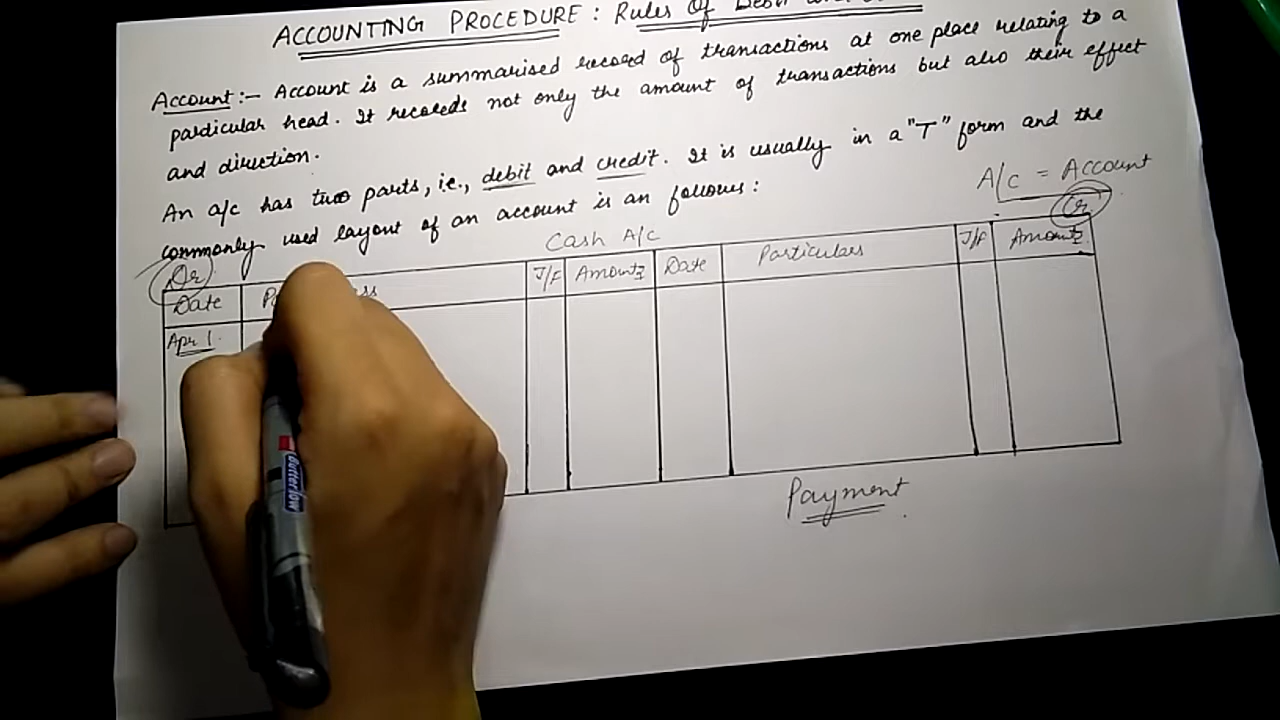 ACCOUNTING PROCEDURE : Rules Of Debit
Account :- Account is a summarised record of transactions at one place relating to a
particular head. It records not only the amount of transactions but also their effect
and direction.
An a/c has two parts, i.e., debit and credit. It is usually in a "T" form and the
commonly used layout of an account is an follows :
A/c = Account
Dr
Cash A/C
Cr
Date
J/F Amount₹ Date Particulars J/F Amount₹
Apr 1.
Payment
Butterflow